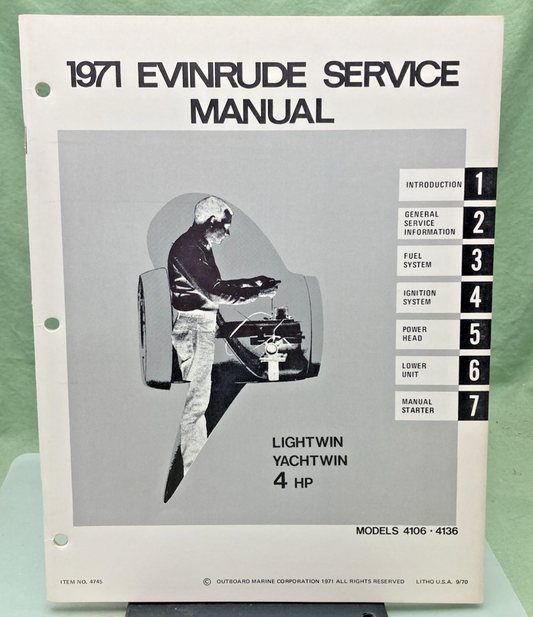 1971 EVINRUDE SERVICE
MANUAL
INTRODUCTION 1
GENERAL
SERVICE
INFORMATION 2
FUEL
SYSTEM 3
IGNITION
SYSTEM 4
POWER
HEAD 5
LOWER
UNIT 6
MANUAL
STARTER 7
LIGHTWIN
YACHTWIN
4 HP
MODELS 4106 • 4136
ITEM NO. 4745 © OUTBOARD MARINE CORPORATION 1971 ALL RIGHTS RESERVED LITHO U.S.A. 9/70